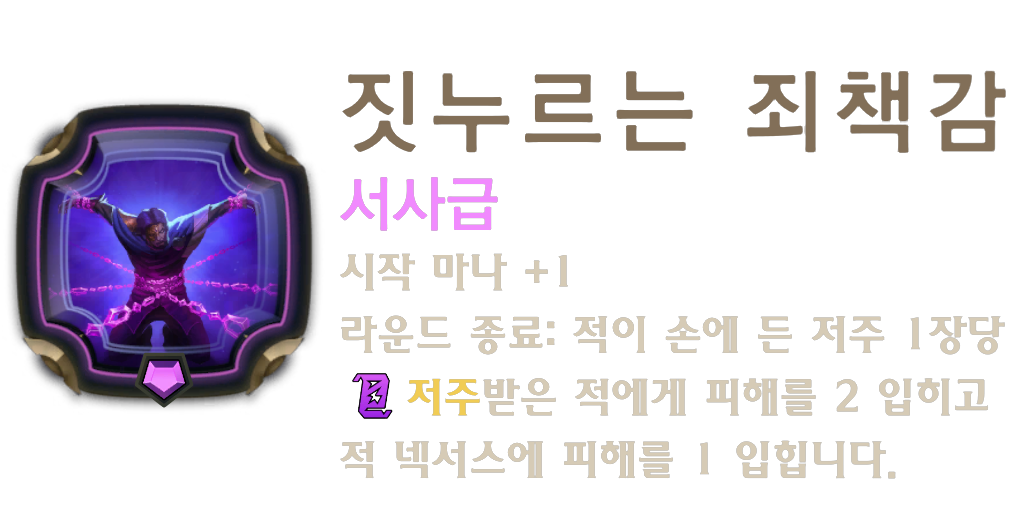 짓누르는 죄책감
서사급
시작 마나 +1
라운드 종료: 적이 손에 든 저주 1장당
저주받은 적에게 피해를 2 입히고
적 넥서스에 피해를 1 입힙니다.